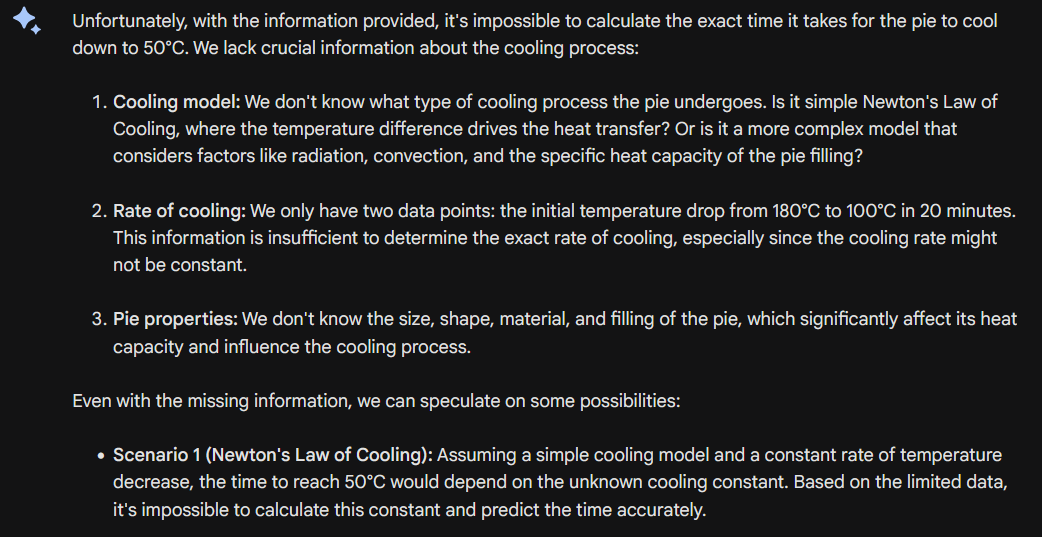 Unfortunately, with the information provided, it's impossible to calculate the exact time it takes for the pie to cool
down to 50°C. We lack crucial information about the cooling process:
1. Cooling model: We don't know what type of cooling process the pie undergoes. Is it simple Newton's Law of
Cooling, where the temperature difference drives the heat transfer? Or is it a more complex model that
considers factors like radiation, convection, and the specific heat capacity of the pie filling?
2. Rate of cooling: We only have two data points: the initial temperature drop from 180°C to 100°C in 20 minutes.
This information is insufficient to determine the exact rate of cooling, especially since the cooling rate might
not be constant.
3. Pie properties: We don't know the size, shape, material, and filling of the pie, which significantly affect its heat
capacity and influence the cooling process.
Even with the missing information, we can speculate on some possibilities:
• Scenario 1 (Newton's Law of Cooling): Assuming a simple cooling model and a constant rate of temperature
decrease, the time to reach 50°C would depend on the unknown cooling constant. Based on the limited data,
it's impossible to calculate this constant and predict the time accurately.